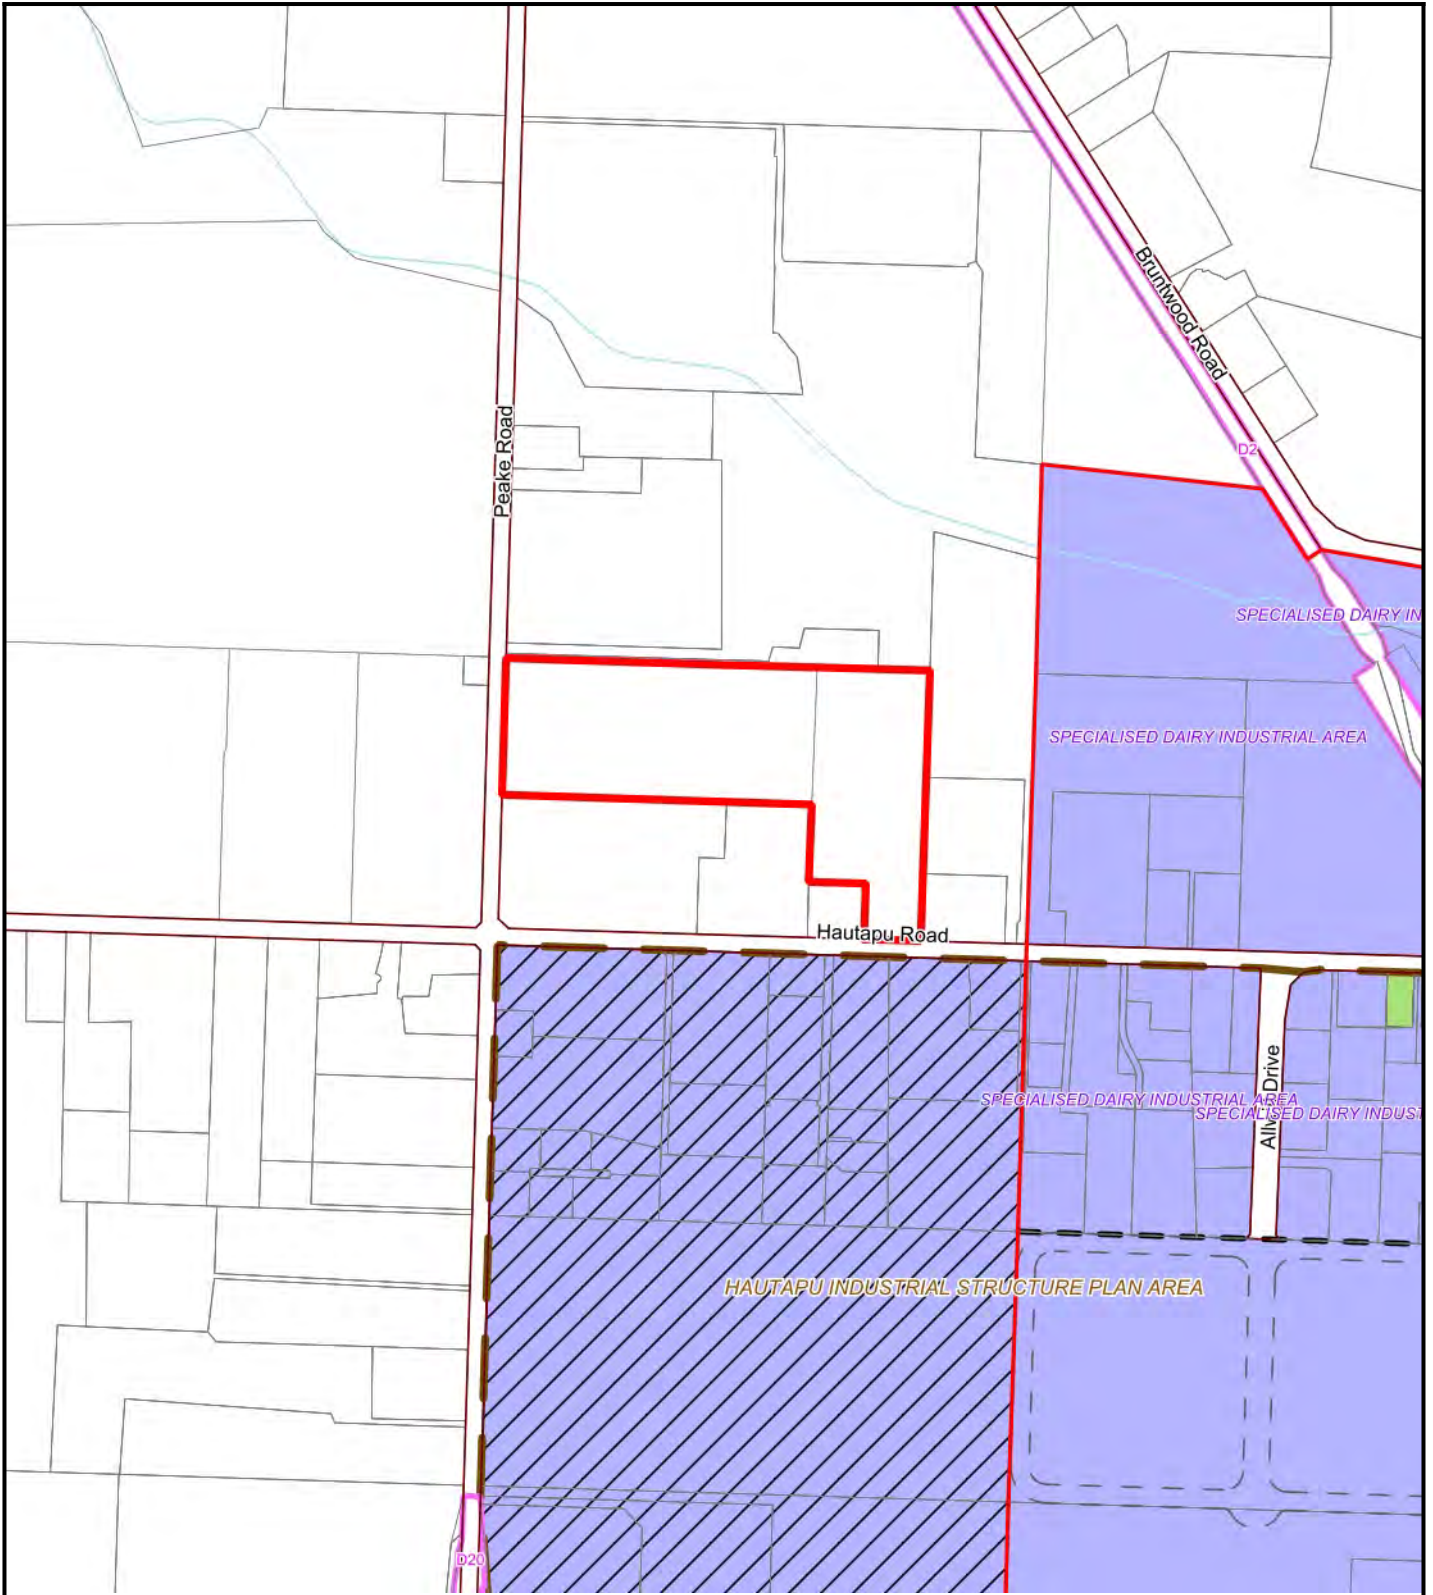 Bruntwood Road
Peake Road
D2
SPECIALISED DAIRY IN
SPECIALISED DAIRY INDUSTRIAL AREA
Hautapu Road
SPECIALISED DAIRY INDUSTRIAL AREA
SPECIALISED DAIRY INDUST
Drive
HAUTAPU INDUSTRIAL STRUCTURE PLAN AREA
D20